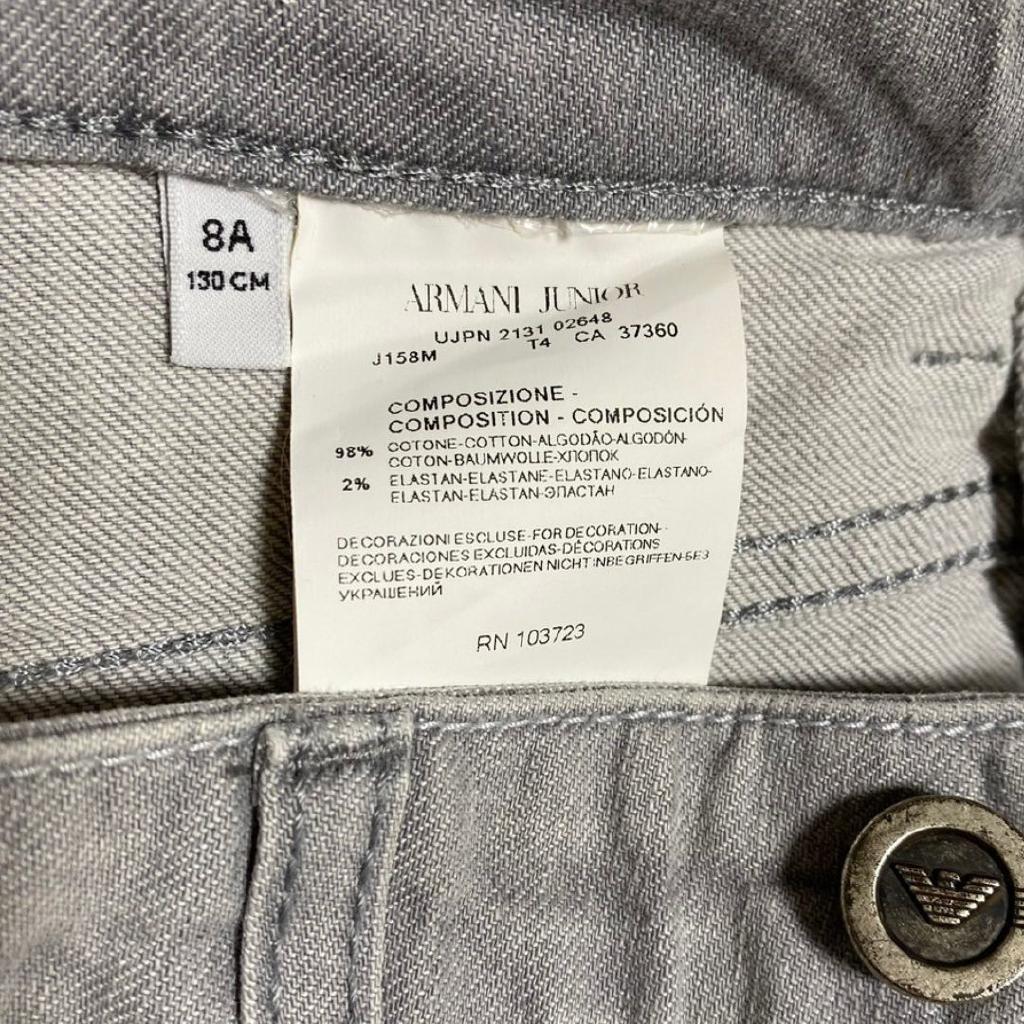 8A
130 CM
ARMANI JUNIOR
UJPN 2131 02648
J158M T4 CA 37360
COMPOSIZIONE -
COMPOSITION - COMPOSICIÓN
98% COTONE-COTTON-ALGODÃO-ALGODÓN-
COTON-BAUMWOLLE-ХЛОПОК
2% ELASTAN-ELASTANE-ELASTANO-ELASTANO-
ELASTAN-ELASTAN-ЭЛАСТАН
DECORAZIONI ESCLUSE-FOR DECORATION-
DECORACIONES EXCLUIDAS-DÉCORATIONS
EXCLUES-DEKORATIONEN NICHT INBEGRIFFEN-БЕЗ
УКРАШЕНИЙ
RN 103723